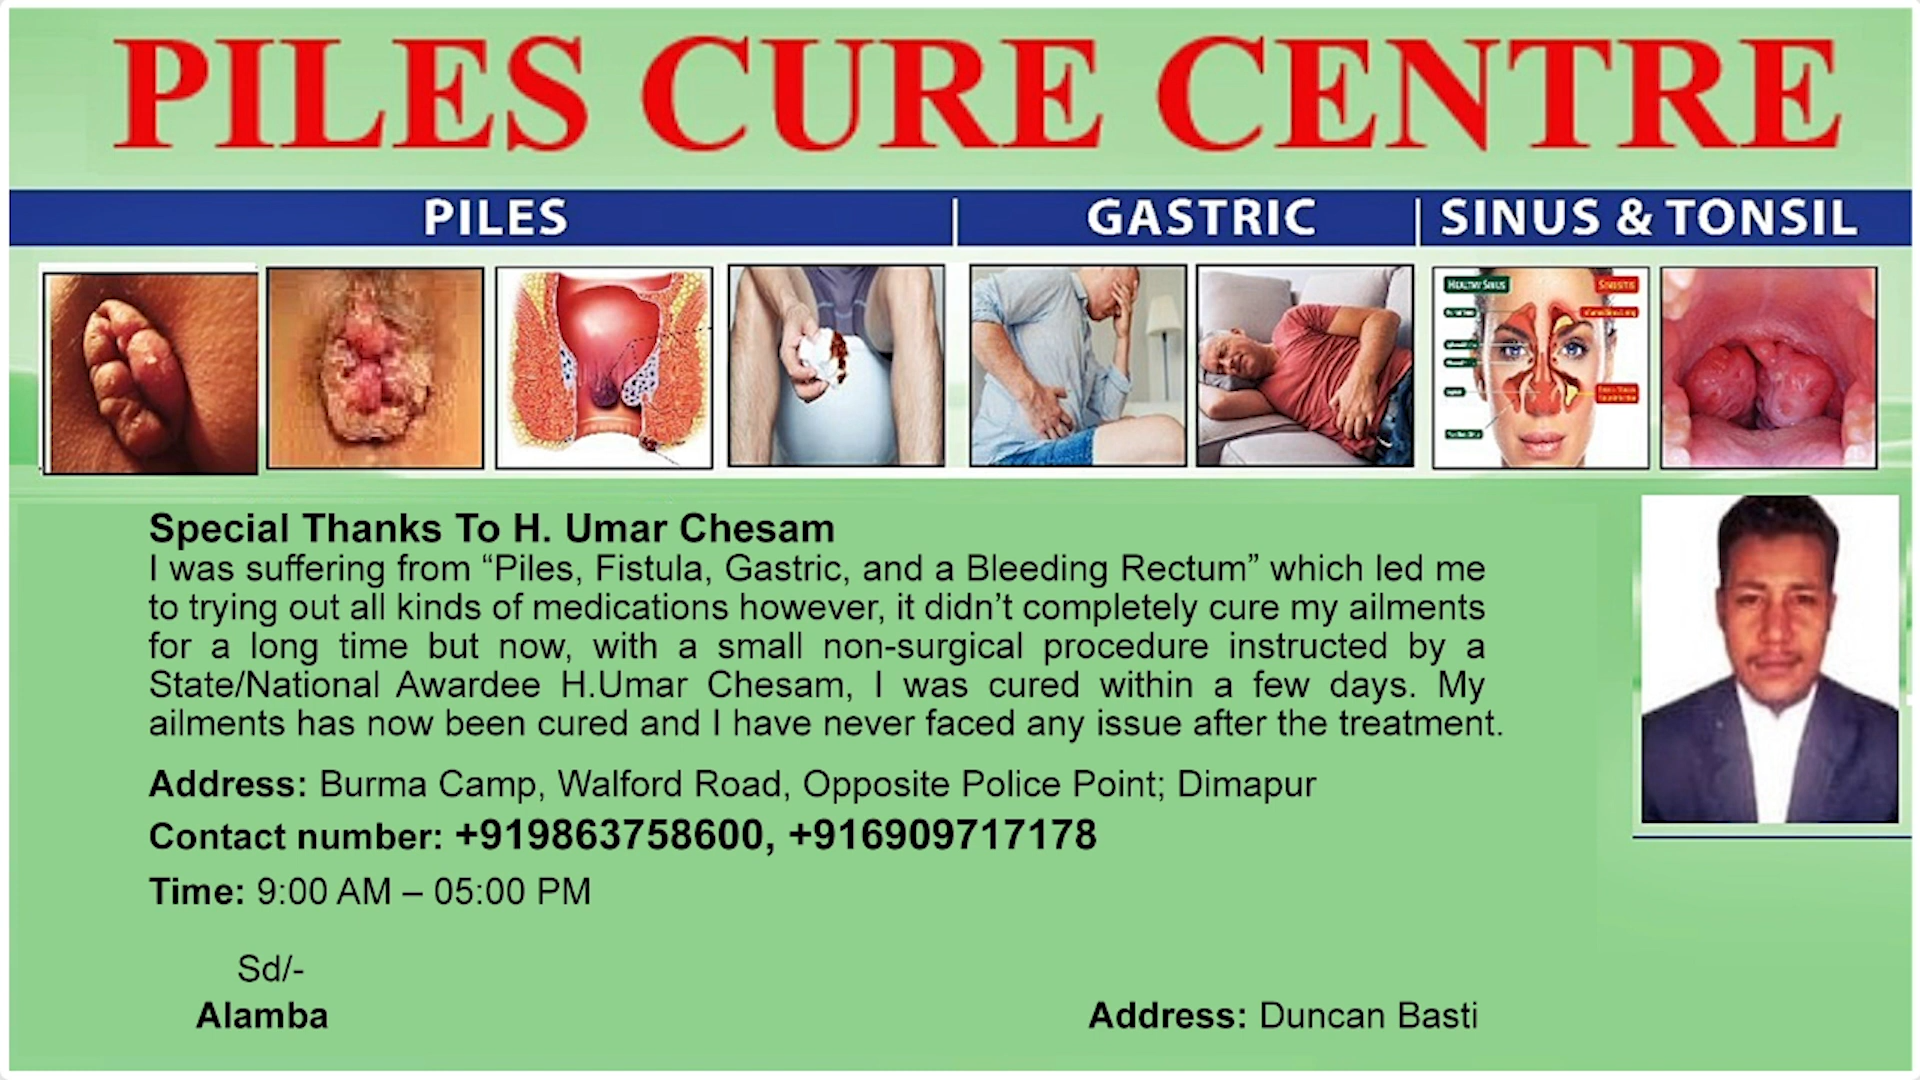 PILES CURE CENTRE
PILES | GASTRIC | SINUS & TONSIL
HEALTHY SINUS
SINUSITIS
Special Thanks To H. Umar Chesam
I was suffering from “Piles, Fistula, Gastric, and a Bleeding Rectum” which led me
to trying out all kinds of medications however, it didn’t completely cure my ailments
for a long time but now, with a small non-surgical procedure instructed by a
State/National Awardee H.Umar Chesam, I was cured within a few days. My
ailments has now been cured and I have never faced any issue after the treatment.
Address: Burma Camp, Walford Road, Opposite Police Point; Dimapur
Contact number: +919863758600, +916909717178
Time: 9:00 AM – 05:00 PM
Sd/-
Alamba
Address: Duncan Basti